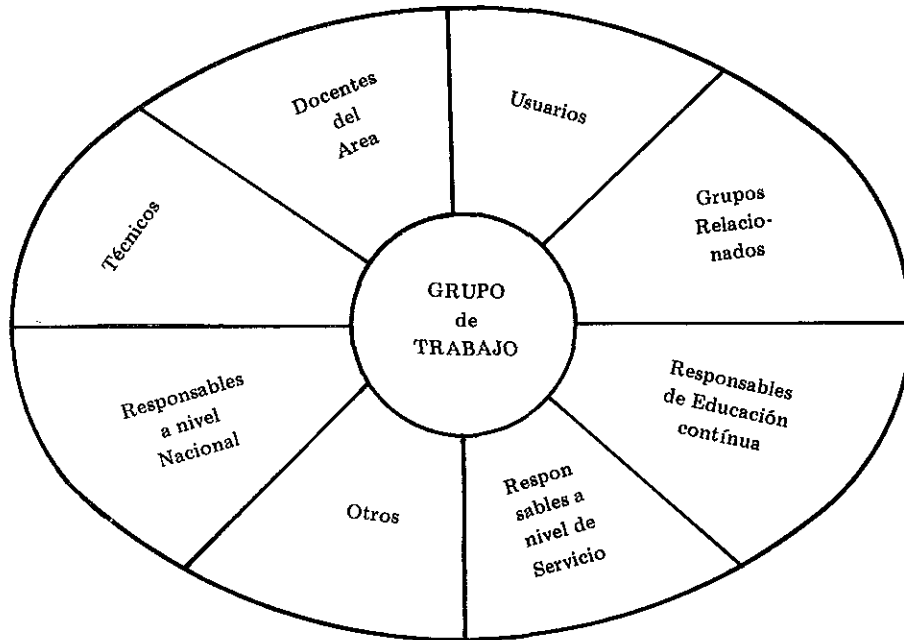 Docentes
del
Area
Usuarios
Grupos
Relacio-
nados
Técnicos
GRUPO
de
TRABAJO
Responsables
a nivel
Nacional
Responsables
de Educación
contínua
Otros
Respon
sables a
nivel de
Servicio